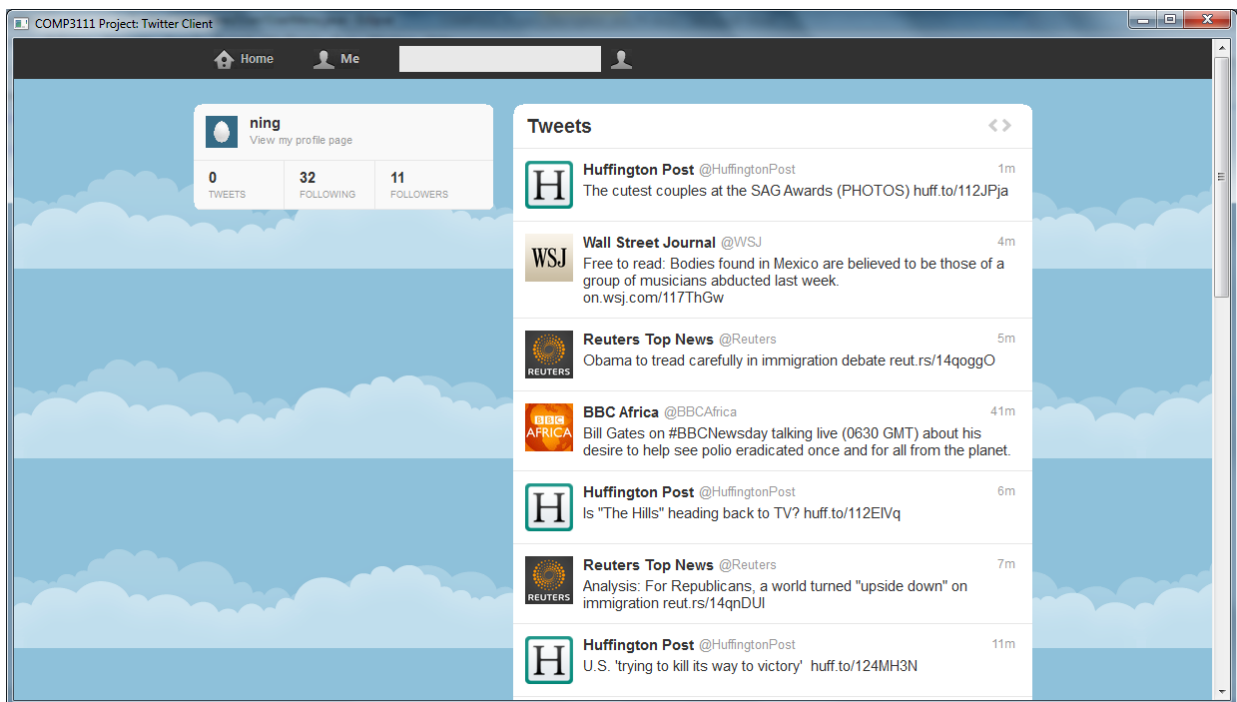 COMP3111 Project: Twitter Client
Home Me
ning
View my profile page
0 32 11
TWEETS FOLLOWING FOLLOWERS
Tweets
H
Huffington Post @HuffingtonPost 1m
The cutest couples at the SAG Awards (PHOTOS) huff.to/112JPja
WSJ
Wall Street Journal @WSJ 4m
Free to read: Bodies found in Mexico are believed to be those of a
group of musicians abducted last week.
on.wsj.com/117ThGw
REUTERS
Reuters Top News @Reuters 5m
Obama to tread carefully in immigration debate reut.rs/14qoggO
BBC
AFRICA
BBC Africa @BBCAfrica 41m
Bill Gates on #BBCNewsday talking live (0630 GMT) about his
desire to help see polio eradicated once and for all from the planet.
H
Huffington Post @HuffingtonPost 6m
Is "The Hills" heading back to TV? huff.to/112ElVq
REUTERS
Reuters Top News @Reuters 7m
Analysis: For Republicans, a world turned "upside down" on
immigration reut.rs/14qnDUl
H
Huffington Post @HuffingtonPost 11m
U.S. 'trying to kill its way to victory' huff.to/124MH3N